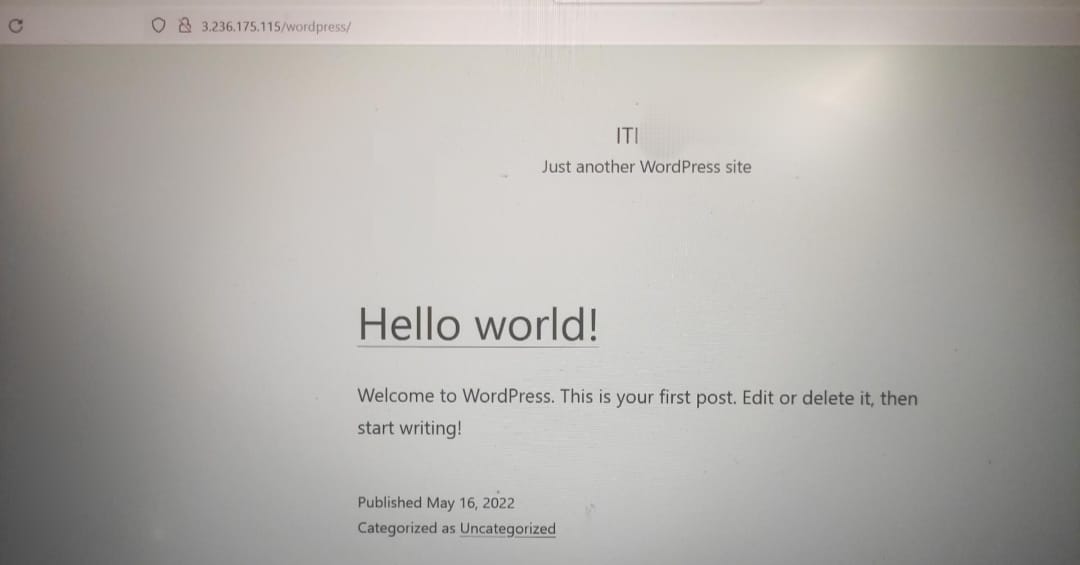 3.236.175.115/wordpress/
ITI
Just another WordPress site
Hello world!
Welcome to WordPress. This is your first post. Edit or delete it, then
start writing!
Published May 16, 2022
Categorized as Uncategorized